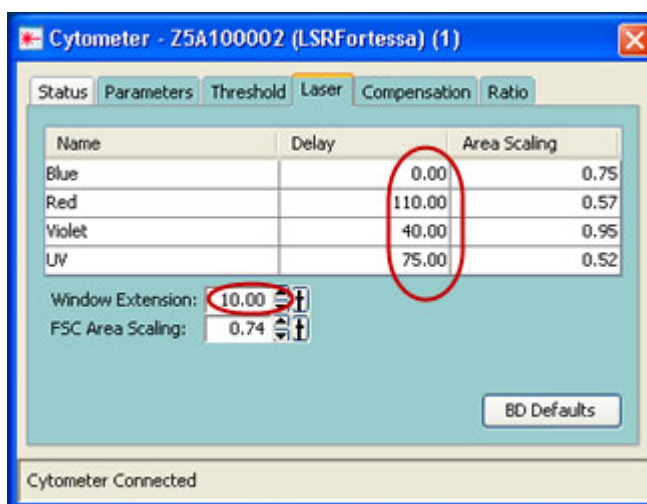 Cytometer - Z5A100002 (LSRFortessa) (1)
Status Parameters Threshold Laser Compensation Ratio
Name Delay Area Scaling
Blue 0.00 0.75
Red 110.00 0.57
Violet 40.00 0.95
UV 75.00 0.52
Window Extension: 10.00
FSC Area Scaling: 0.74
BD Defaults
Cytometer Connected